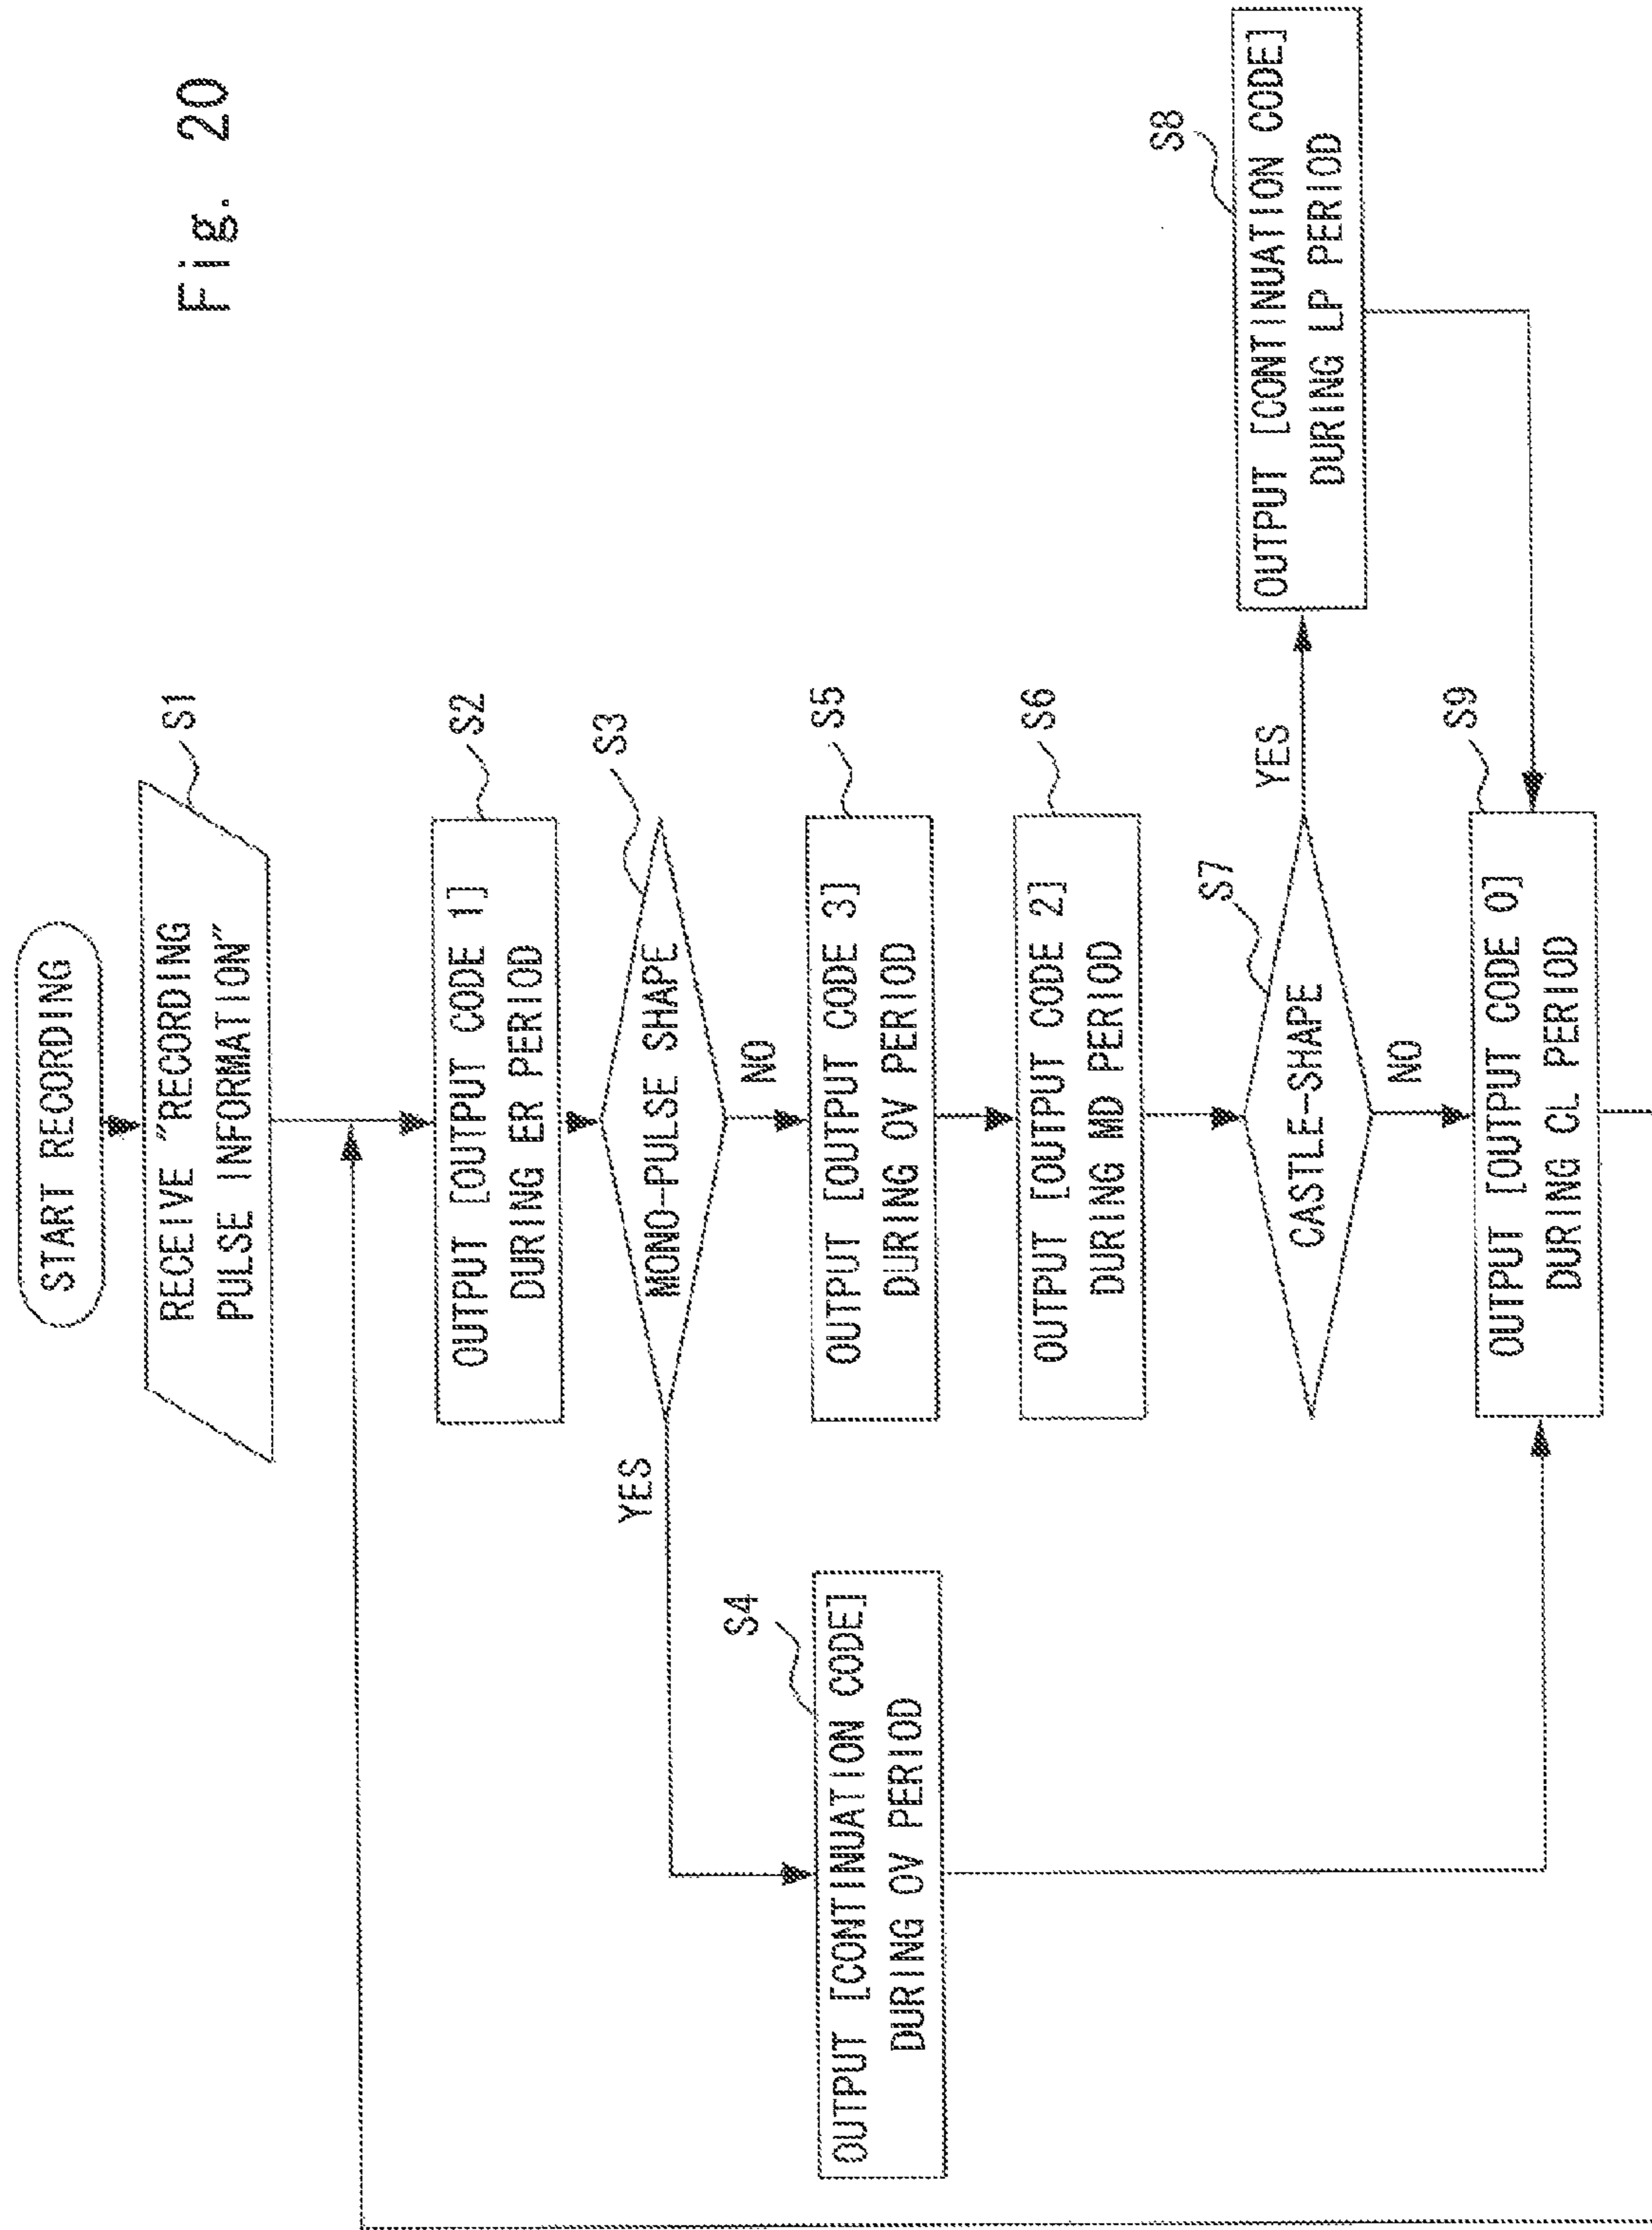 Fig. 20
START RECORDING
S1
RECEIVE "RECORDING
PULSE INFORMATION"
S2
OUTPUT [OUTPUT CODE 1]
DURING ER PERIOD
S3
MONO-PULSE SHAPE
YES
NO
S4
OUTPUT [CONTINUATION CODE]
DURING OV PERIOD
S5
OUTPUT [OUTPUT CODE 3]
DURING OV PERIOD
S6
OUTPUT [OUTPUT CODE 2]
DURING MD PERIOD
S7
CASTLE-SHAPE
YES
NO
S8
OUTPUT [CONTINUATION CODE]
DURING LP PERIOD
S9
OUTPUT [OUTPUT CODE 0]
DURING CL PERIOD